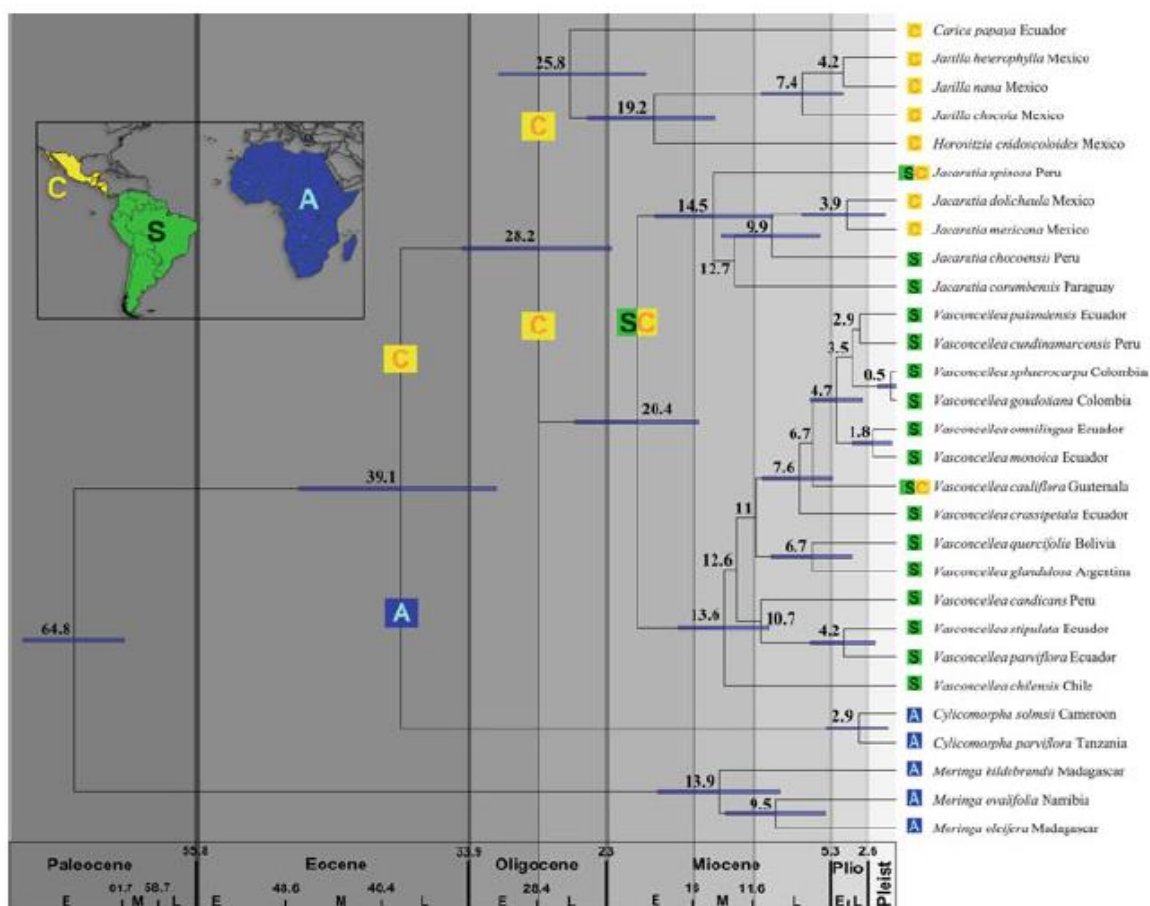 C Carica papaya Ecuador
C Jarilla heterophylla Mexico
C Jarilla nana Mexico
C Jarilla chocola Mexico
C Horovitzia cnidoscoloides Mexico
S C Jacaratia spinosa Peru
C Jacaratia dolichaula Mexico
C Jacaratia mexicana Mexico
S Jacaratia chocoensis Peru
S Jacaratia corumbensis Paraguay
S Vasconcellea palandensis Ecuador
S Vasconcellea cundinamarcensis Peru
S Vasconcellea sphaerocarpa Colombia
S Vasconcellea goudotiana Colombia
S Vasconcellea omnilingua Ecuador
S Vasconcellea monoica Ecuador
S C Vasconcellea cauliflora Guatemala
S Vasconcellea crassipetala Ecuador
S Vasconcellea quercifolia Bolivia
S Vasconcellea glandulosa Argentina
S Vasconcellea candicans Peru
S Vasconcellea stipulata Ecuador
S Vasconcellea parviflora Ecuador
S Vasconcellea chilensis Chile
A Cylicomorpha solmsii Cameroon
A Cylicomorpha parviflora Tanzania
A Moringa hildebrandii Madagascar
A Moringa ovalifolia Namibia
A Moringa oleifera Madagascar
25.8
4.2
7.4
19.2
C
C
A
S
14.5
3.9
9.9
28.2
12.7
2.9
C
S C
3.5
C
0.5
4.7
20.4
6.7
1.8
7.6
39.1
11
6.7
12.6
A
13.6
10.7
64.8
4.2
2.9
13.9
9.5
55.8 33.9 23 5.3 2.6
Paleocene Eocene Oligocene Miocene Plio Pleist
61.7 58.7 48.6 40.4 28.4 16 11.6
E M L E M L E L E M L E L